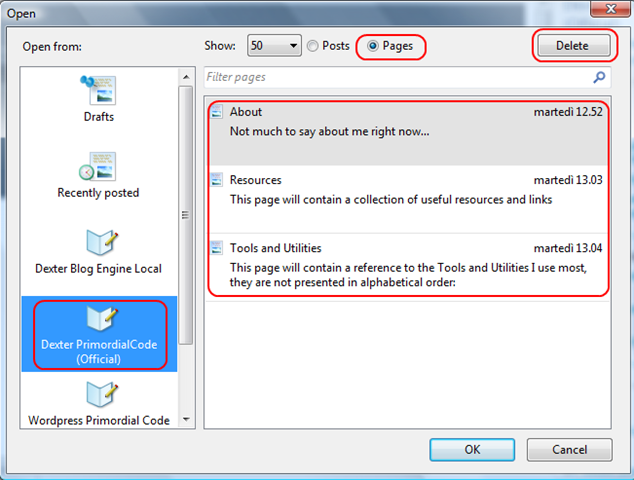 Open
Open from:
Show: 50 Posts Pages Delete
Filter pages
Drafts
Recently posted
Dexter Blog Engine Local
Dexter PrimordialCode
(Official)
Wordpress Primordial Code
About martedì 12.52
Not much to say about me right now...
Resources martedì 13.03
This page will contain a collection of useful resources and links
Tools and Utilities martedì 13.04
This page will contain a reference to the Tools and Utilities I use most,
they are not presented in alphabetical order:
OK Cancel